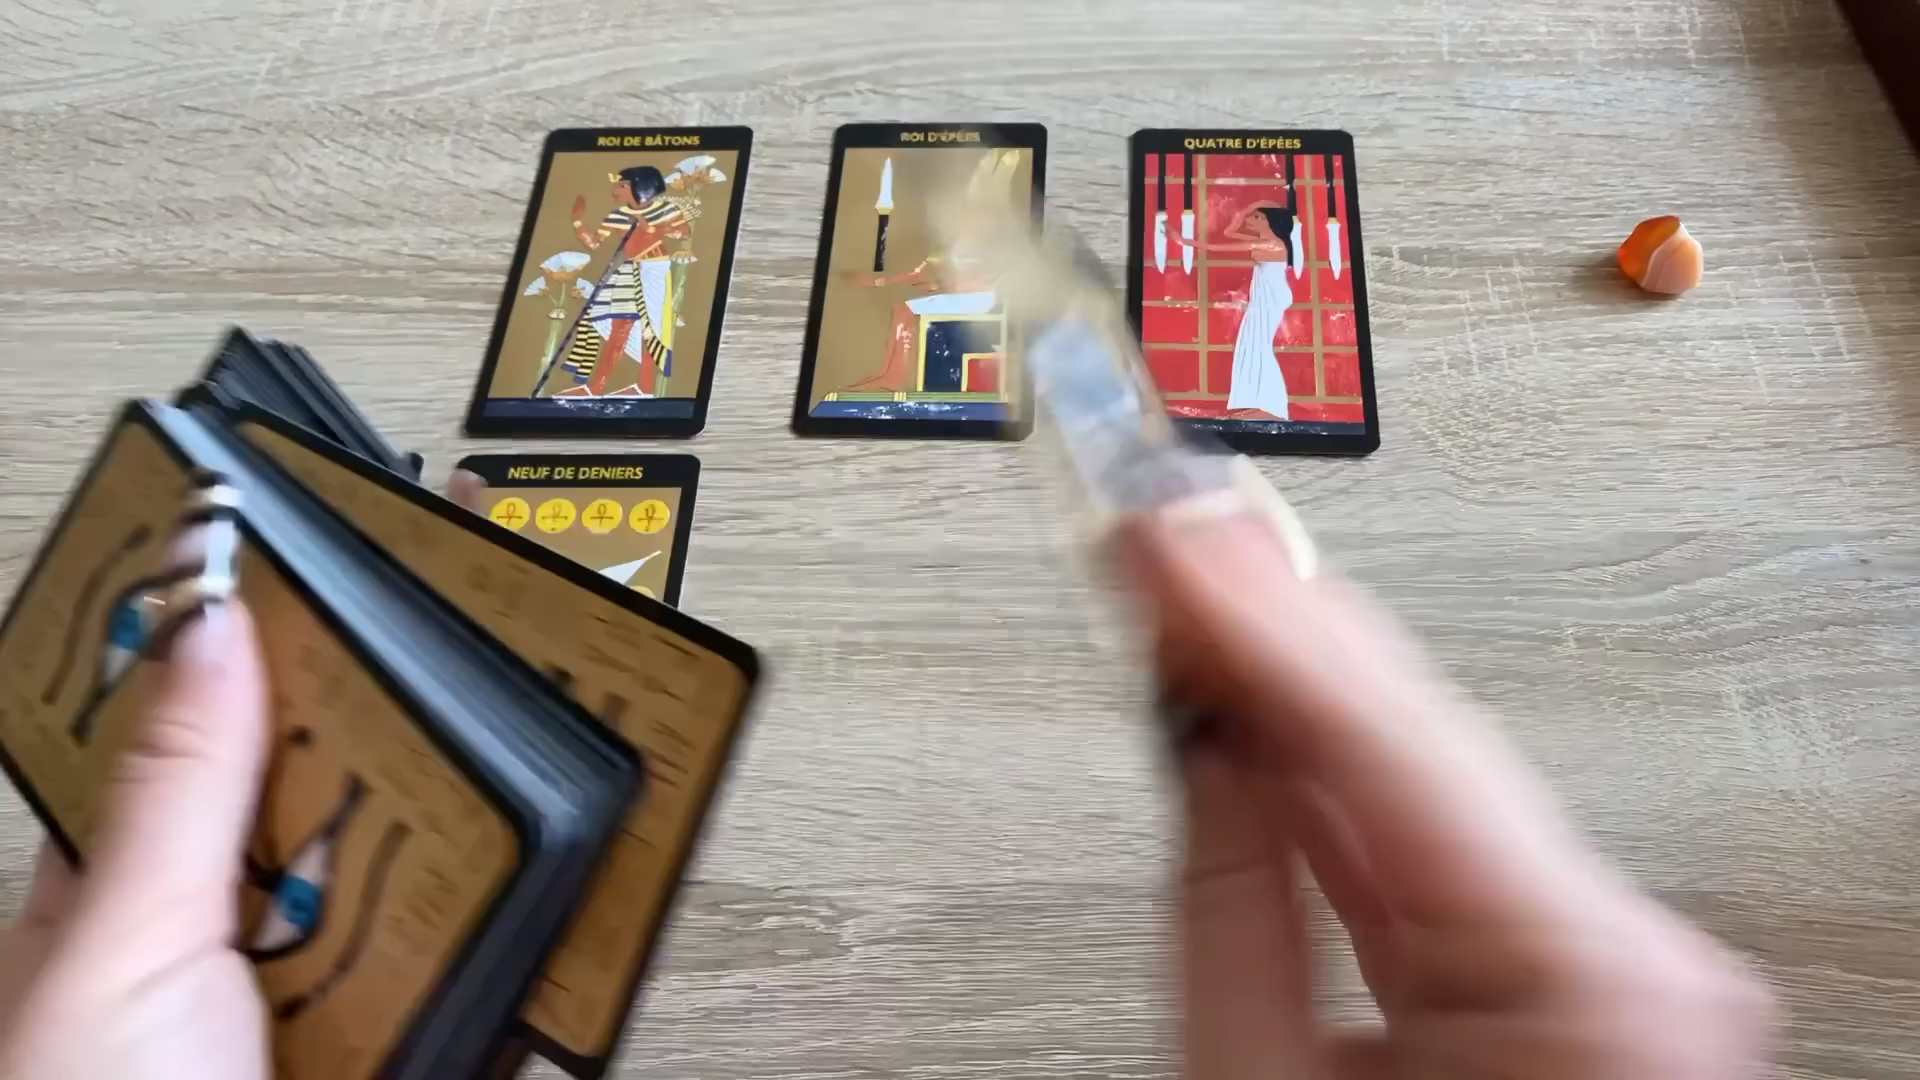 ROI DE BÂTONS
ROI D'ÉPÉES
QUATRE D'ÉPÉES
NEUF DE DENIERS